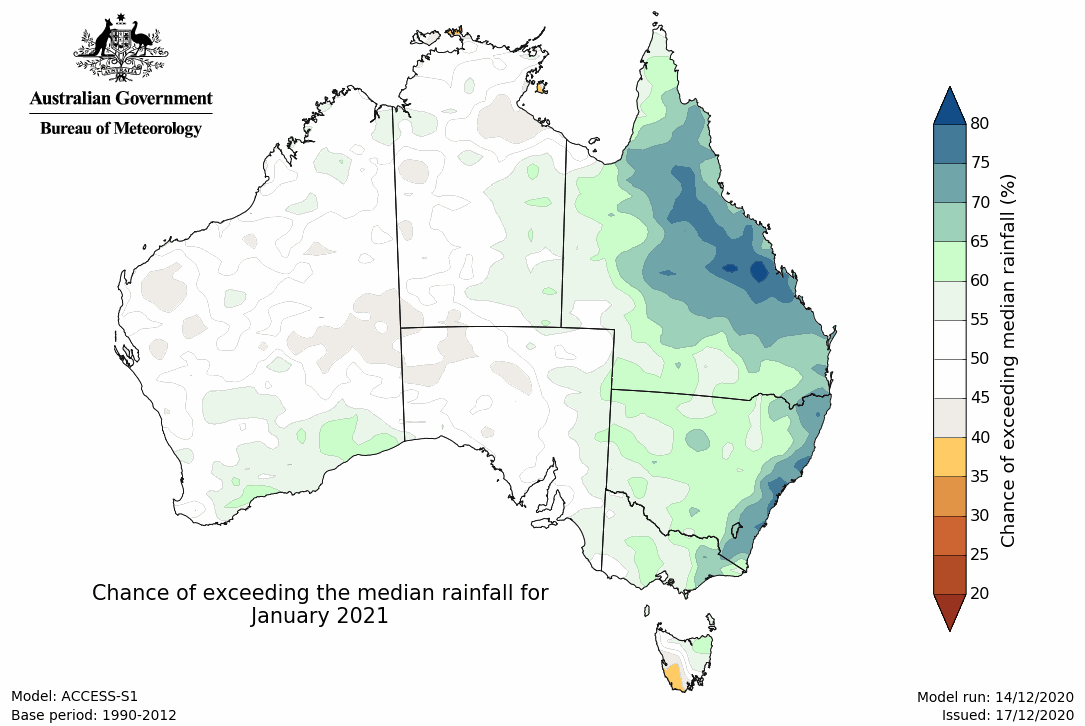 Australian Government
Bureau of Meteorology
80
75
70
65
60
55
50
45
40
35
30
25
20
Chance of exceeding median rainfall (%)
Chance of exceeding the median rainfall for
January 2021
Model: ACCESS-S1
Base period: 1990-2012
Model run: 14/12/2020
Issued: 17/12/2020